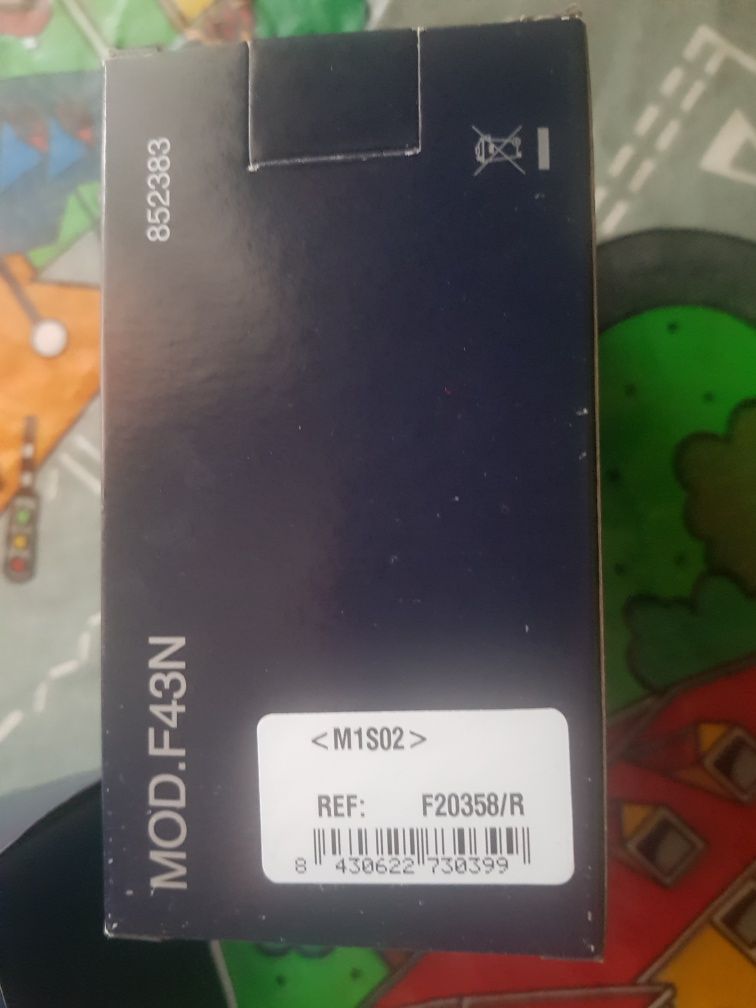 852383
MOD.F43N
<M1S02>
REF: F20358/R
8 430622 730399